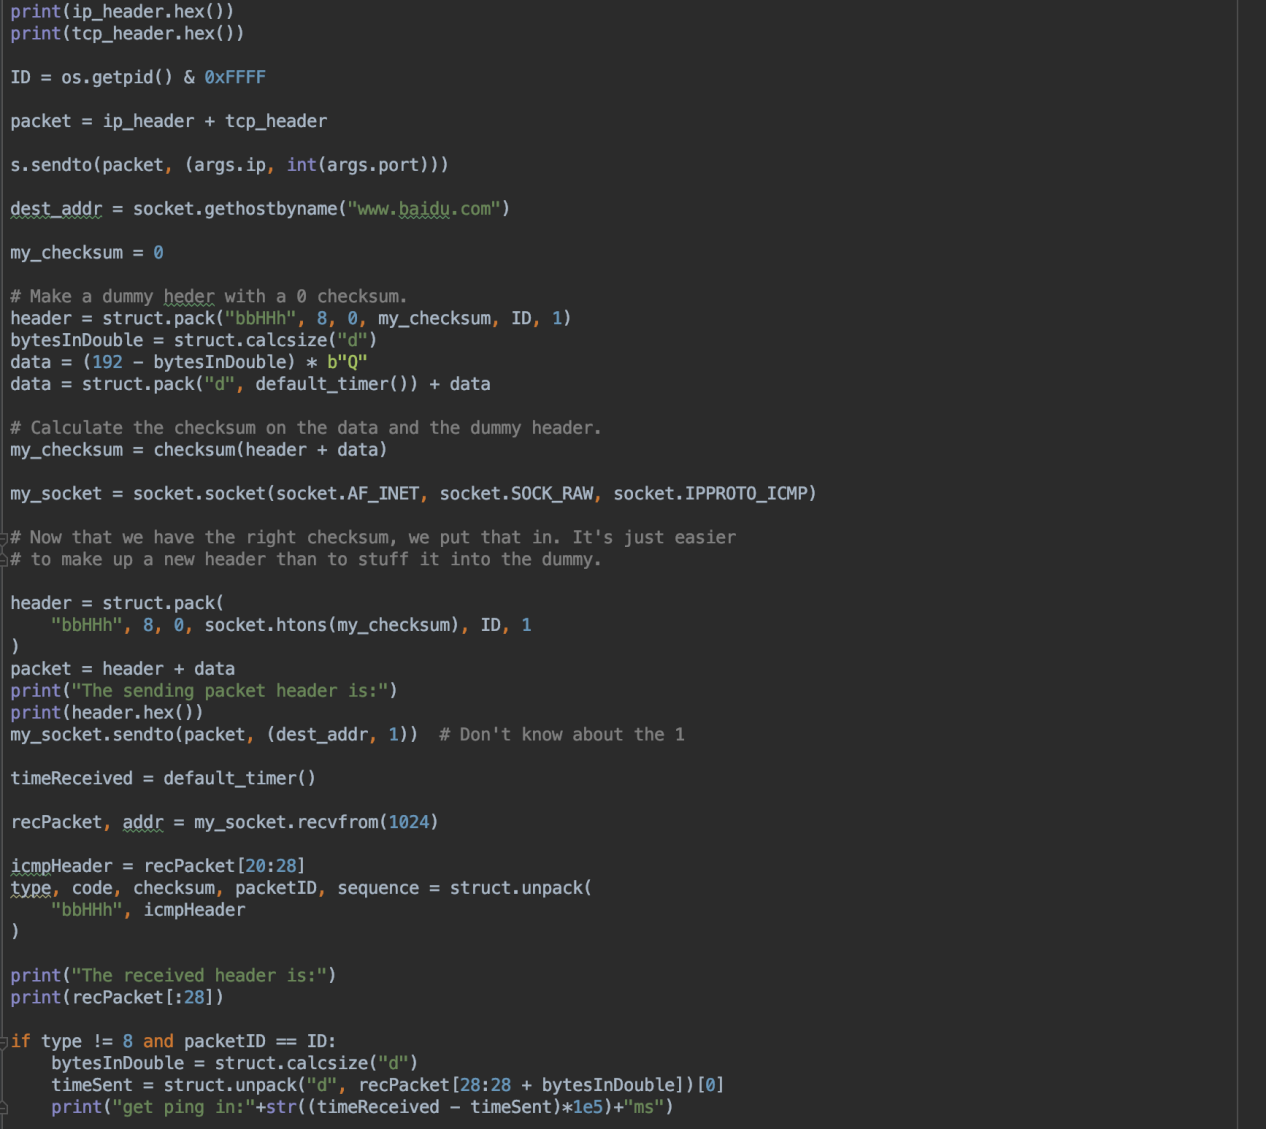 print(ip_header.hex())
print(tcp_header.hex())
ID = os.getpid() & 0xFFFF
packet = ip_header + tcp_header
s.sendto(packet, (args.ip, int(args.port)))
dest_addr = socket.gethostbyname("www.baidu.com")
my_checksum = 0
# Make a dummy heder with a 0 checksum.
header = struct.pack("bbHHh", 8, 0, my_checksum, ID, 1)
bytesInDouble = struct.calcsize("d")
data = (192 - bytesInDouble) * b"Q"
data = struct.pack("d", default_timer()) + data
# Calculate the checksum on the data and the dummy header.
my_checksum = checksum(header + data)
my_socket = socket.socket(socket.AF_INET, socket.SOCK_RAW, socket.IPPROTO_ICMP)
# Now that we have the right checksum, we put that in. It's just easier
# to make up a new header than to stuff it into the dummy.
header = struct.pack(
    "bbHHh", 8, 0, socket.htons(my_checksum), ID, 1
)
packet = header + data
print("The sending packet header is:")
print(header.hex())
my_socket.sendto(packet, (dest_addr, 1))  # Don't know about the 1
timeReceived = default_timer()
recPacket, addr = my_socket.recvfrom(1024)
icmpHeader = recPacket[20:28]
type, code, checksum, packetID, sequence = struct.unpack(
    "bbHHh", icmpHeader
)
print("The received header is:")
print(recPacket[:28])
if type != 8 and packetID == ID:
    bytesInDouble = struct.calcsize("d")
    timeSent = struct.unpack("d", recPacket[28:28 + bytesInDouble])[0]
    print("get ping in:"+str((timeReceived - timeSent)*1e5)+"ms")